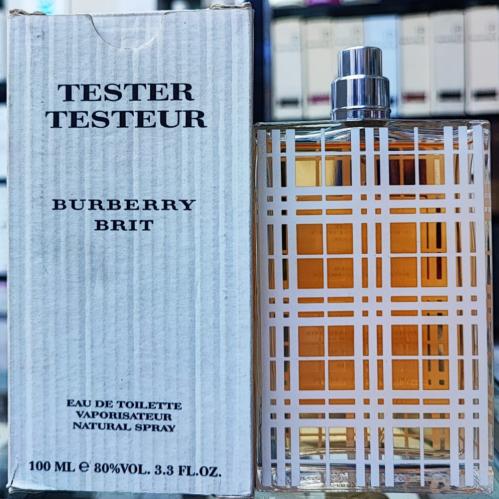 TESTER
TESTEUR
BURBERRY
BRIT
EAU DE TOILETTE
VAPORISATEUR
NATURAL SPRAY
100 ML ℮ 80%VOL. 3.3 FL.OZ.